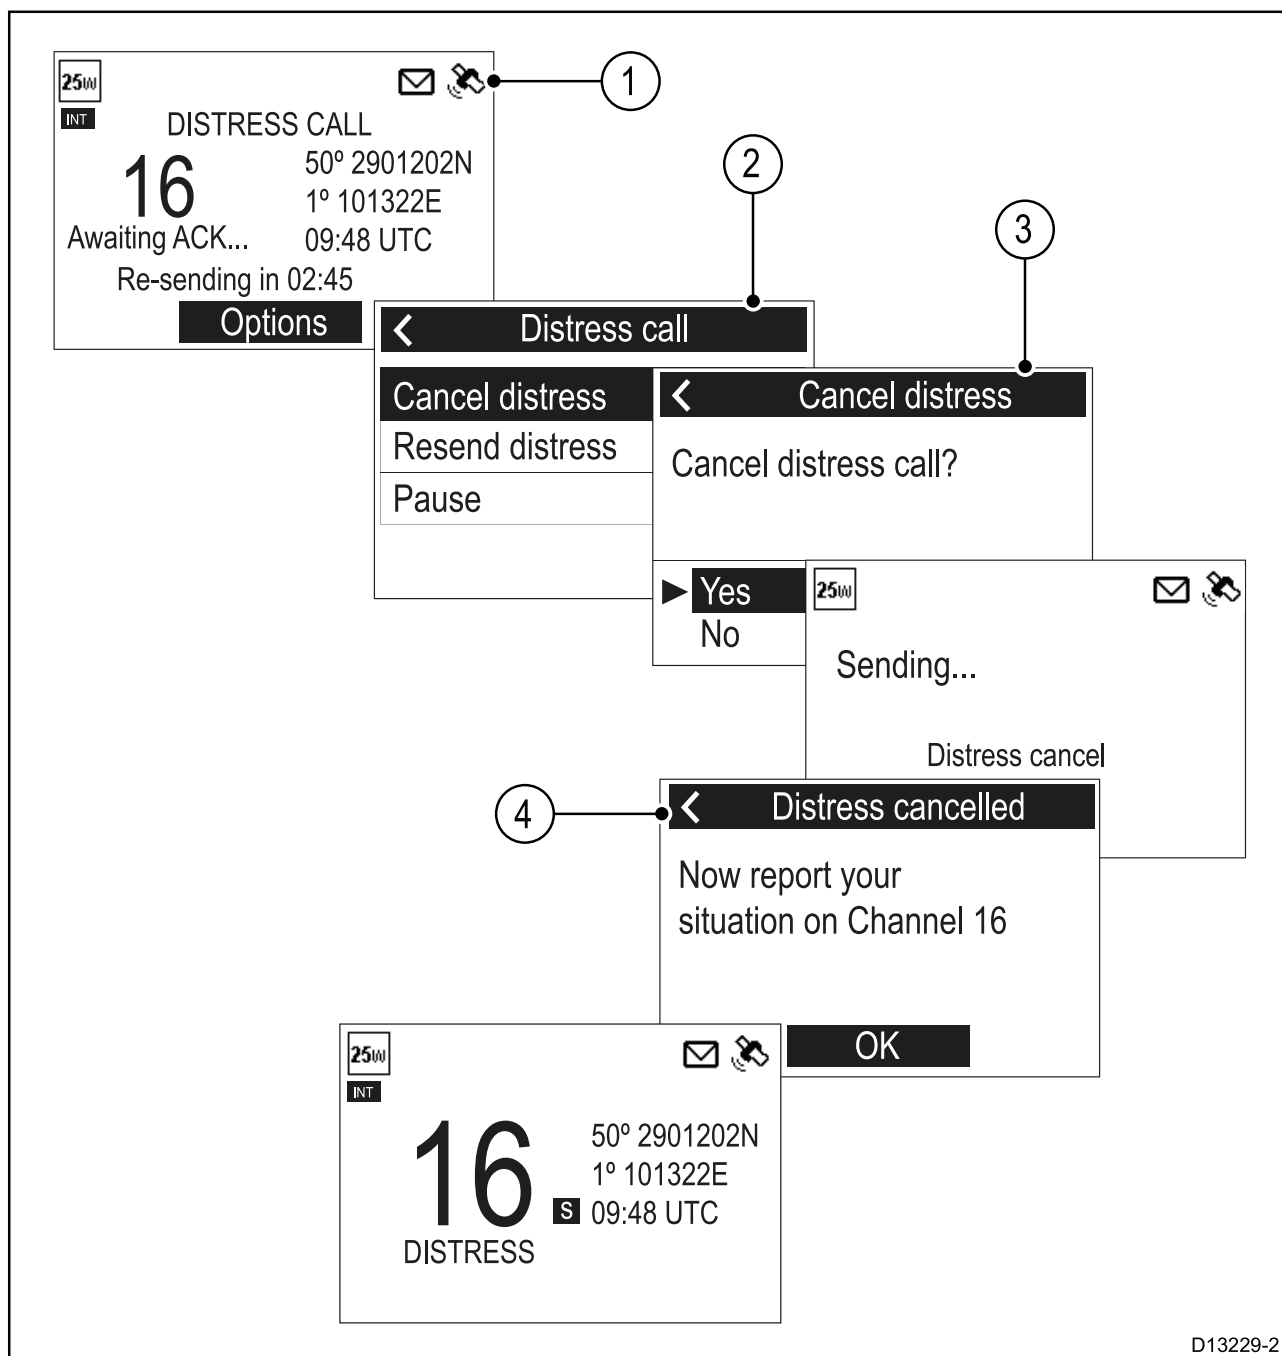 25W
1
INT
DISTRESS CALL
16
50º 2901202N
1º 101322E
Awaiting ACK...
09:48 UTC
Re-sending in 02:45
Options
2
Distress call
Cancel distress
Resend distress
Pause
3
Cancel distress
Cancel distress call?
Yes
No
25W
Sending...
Distress cancel
4
Distress cancelled
Now report your
situation on Channel 16
OK
25W
INT
16
50º 2901202N
1º 101322E
S 09:48 UTC
DISTRESS
D13229-2